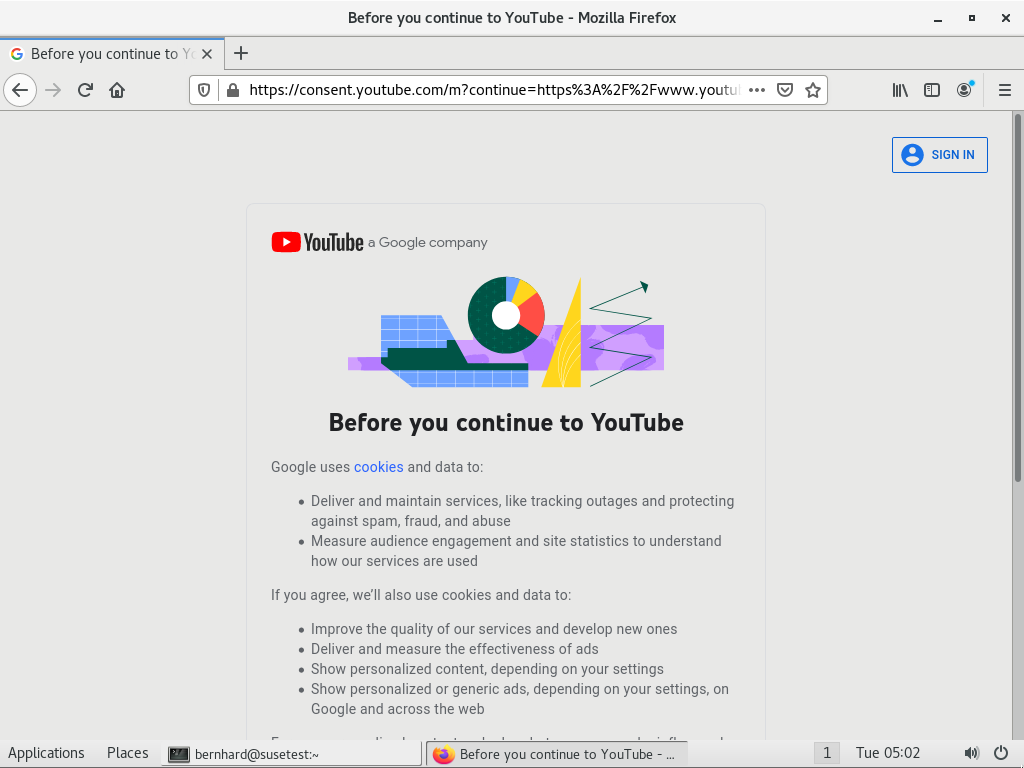 Before you continue to YouTube - Mozilla Firefox
Before you continue to Yo
https://consent.youtube.com/m?continue=https%3A%2F%2Fwww.youtu
SIGN IN
YouTube a Google company
Before you continue to YouTube
Google uses cookies and data to:
• Deliver and maintain services, like tracking outages and protecting
against spam, fraud, and abuse
• Measure audience engagement and site statistics to understand
how our services are used
If you agree, we’ll also use cookies and data to:
• Improve the quality of our services and develop new ones
• Deliver and measure the effectiveness of ads
• Show personalized content, depending on your settings
• Show personalized or generic ads, depending on your settings, on
Google and across the web
Applications Places bernhard@susetest:~ Before you continue to YouTube - ... 1 Tue 05:02